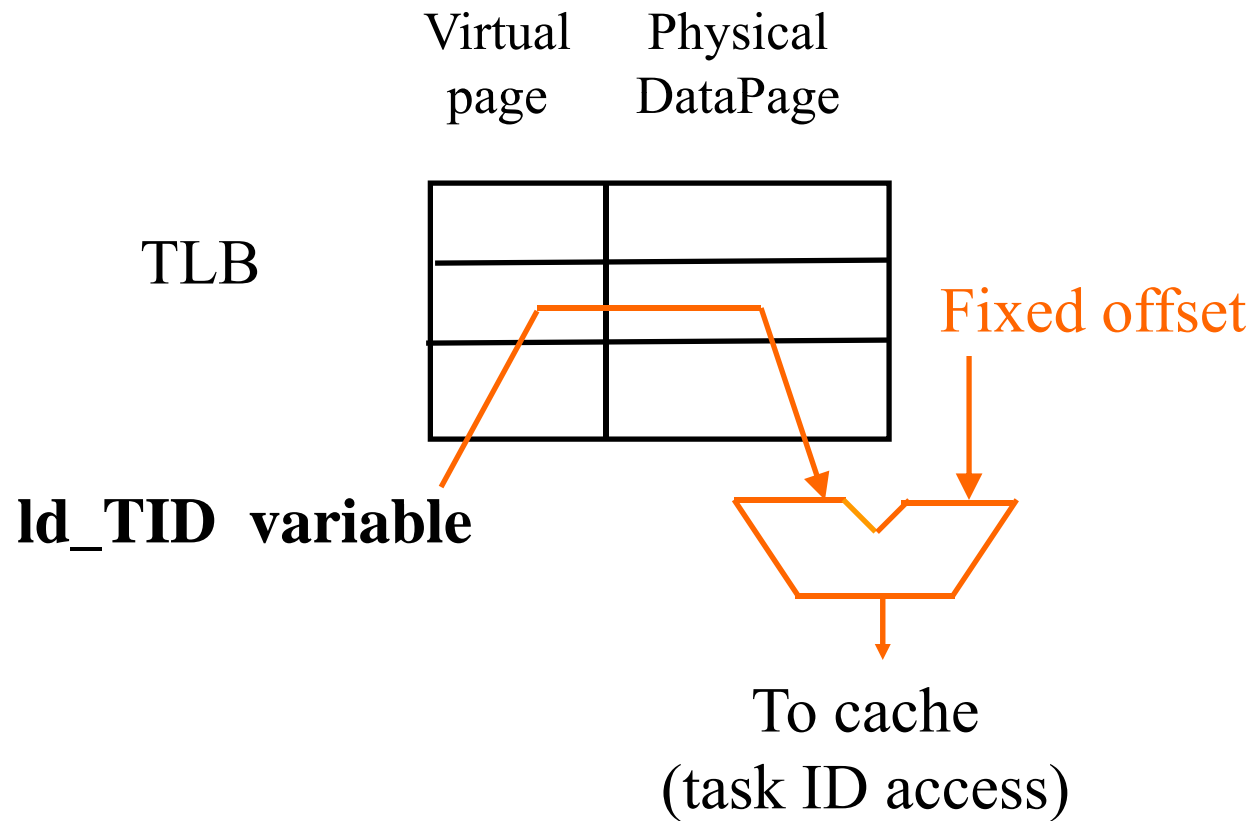 Virtual Physical
page DataPage
TLB
Fixed offset
ld_TID variable
To cache
(task ID access)